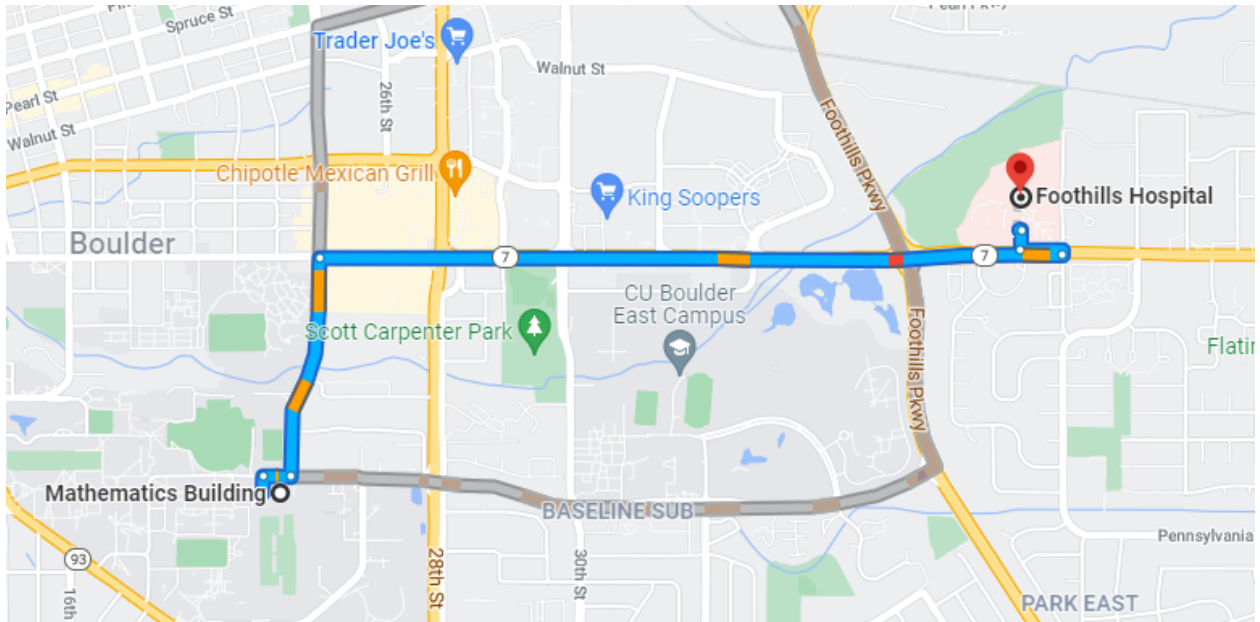 Spruce St
Pearl Pkwy
Trader Joe's
Walnut St
26th St
Pearl St
Walnut St
Foothills Pkwy
Chipotle Mexican Grill
King Soopers
Foothills Hospital
Boulder
7
7
CU Boulder
East Campus
Scott Carpenter Park
Foothills Pkwy
Flatir
Mathematics Building
BASELINE SUB
Pennsylvania
93
28th St
30th St
16th
PARK EAST